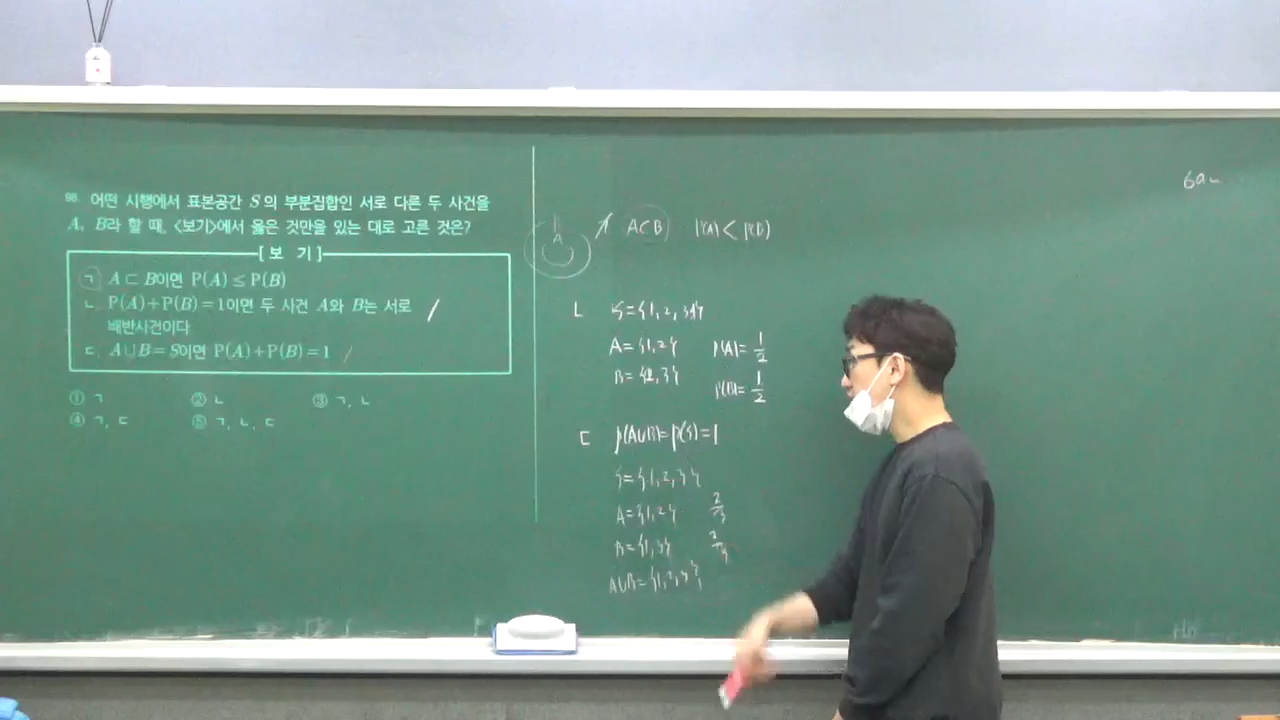 98. 어떤 시행에서 표본공간 S의 부분집합인 서로 다른 두 사건을
A, B라 할 때, <보기>에서 옳은 것만을 있는 대로 고른 것은?
[보 기]
ㄱ. A⊂B이면 P(A)≤P(B)
ㄴ. P(A)+P(B)=1이면 두 사건 A와 B는 서로
배반사건이다.
ㄷ. A∪B=S이면 P(A)+P(B)=1
① ㄱ ② ㄴ ③ ㄱ, ㄴ
④ ㄱ, ㄷ ⑤ ㄱ, ㄴ, ㄷ
A
A⊂B P(A)<P(B)
ㄴ S={1, 2, 3, 4}
A={1, 2} P(A)=1/2
B={2, 3} P(B)=1/2
ㄷ P(A∪B)=P(S)=1
S={1, 2, 3}
A={1, 2} 2/3
B={1, 3} 2/3
A∪B={1, 2, 3}